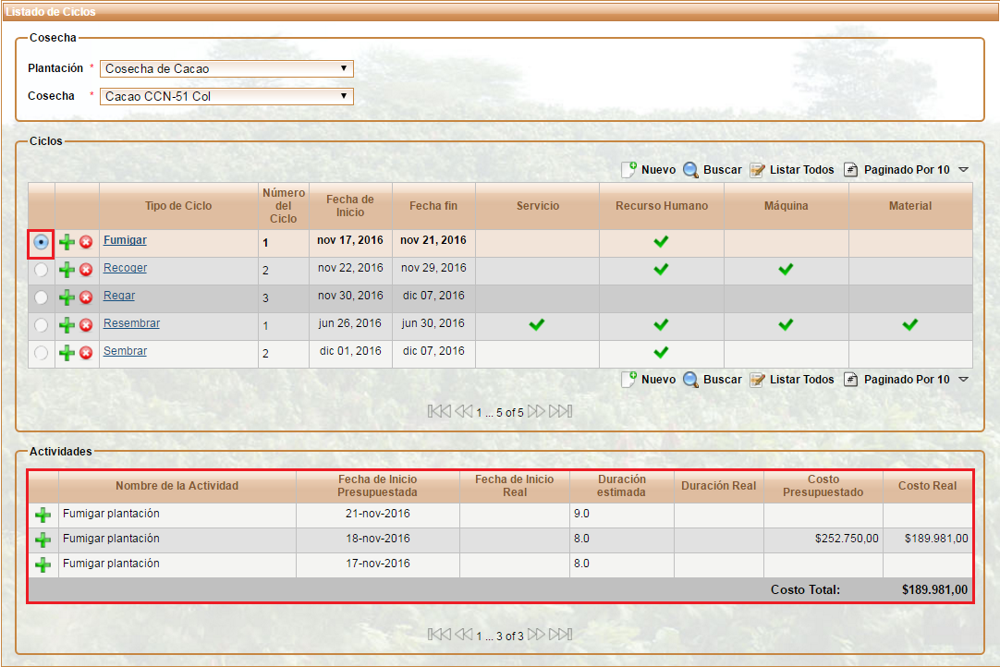 Listado de Ciclos
Cosecha
Plantación * Cosecha de Cacao
Cosecha * Cacao CCN-51 Col
Ciclos
Nuevo Buscar Listar Todos Paginado Por 10
Tipo de Ciclo Número del Ciclo Fecha de Inicio Fecha fin Servicio Recurso Humano Máquina Material
Fumigar 1 nov 17, 2016 nov 21, 2016
Recoger 2 nov 22, 2016 nov 29, 2016
Regar 3 nov 30, 2016 dic 07, 2016
Resembrar 1 jun 26, 2016 jun 30, 2016
Sembrar 2 dic 01, 2016 dic 07, 2016
Nuevo Buscar Listar Todos Paginado Por 10
1 ... 5 of 5
Actividades
Nombre de la Actividad Fecha de Inicio Presupuestada Fecha de Inicio Real Duración estimada Duración Real Costo Presupuestado Costo Real
Fumigar plantación 21-nov-2016 9.0
Fumigar plantación 18-nov-2016 8.0 $252.750,00 $189.981,00
Fumigar plantación 17-nov-2016 8.0
Costo Total: $189.981,00
1 ... 3 of 3